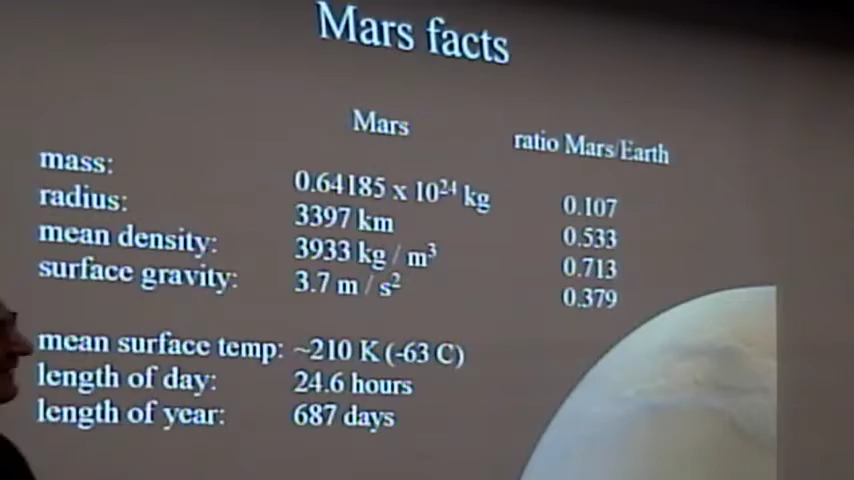 Mars facts
Mars ratio Mars/Earth
mass: 0.64185 x 10²⁴ kg 0.107
radius: 3397 km 0.533
mean density: 3933 kg / m³ 0.713
surface gravity: 3.7 m / s² 0.379
mean surface temp: ~210 K (-63 C)
length of day: 24.6 hours
length of year: 687 days